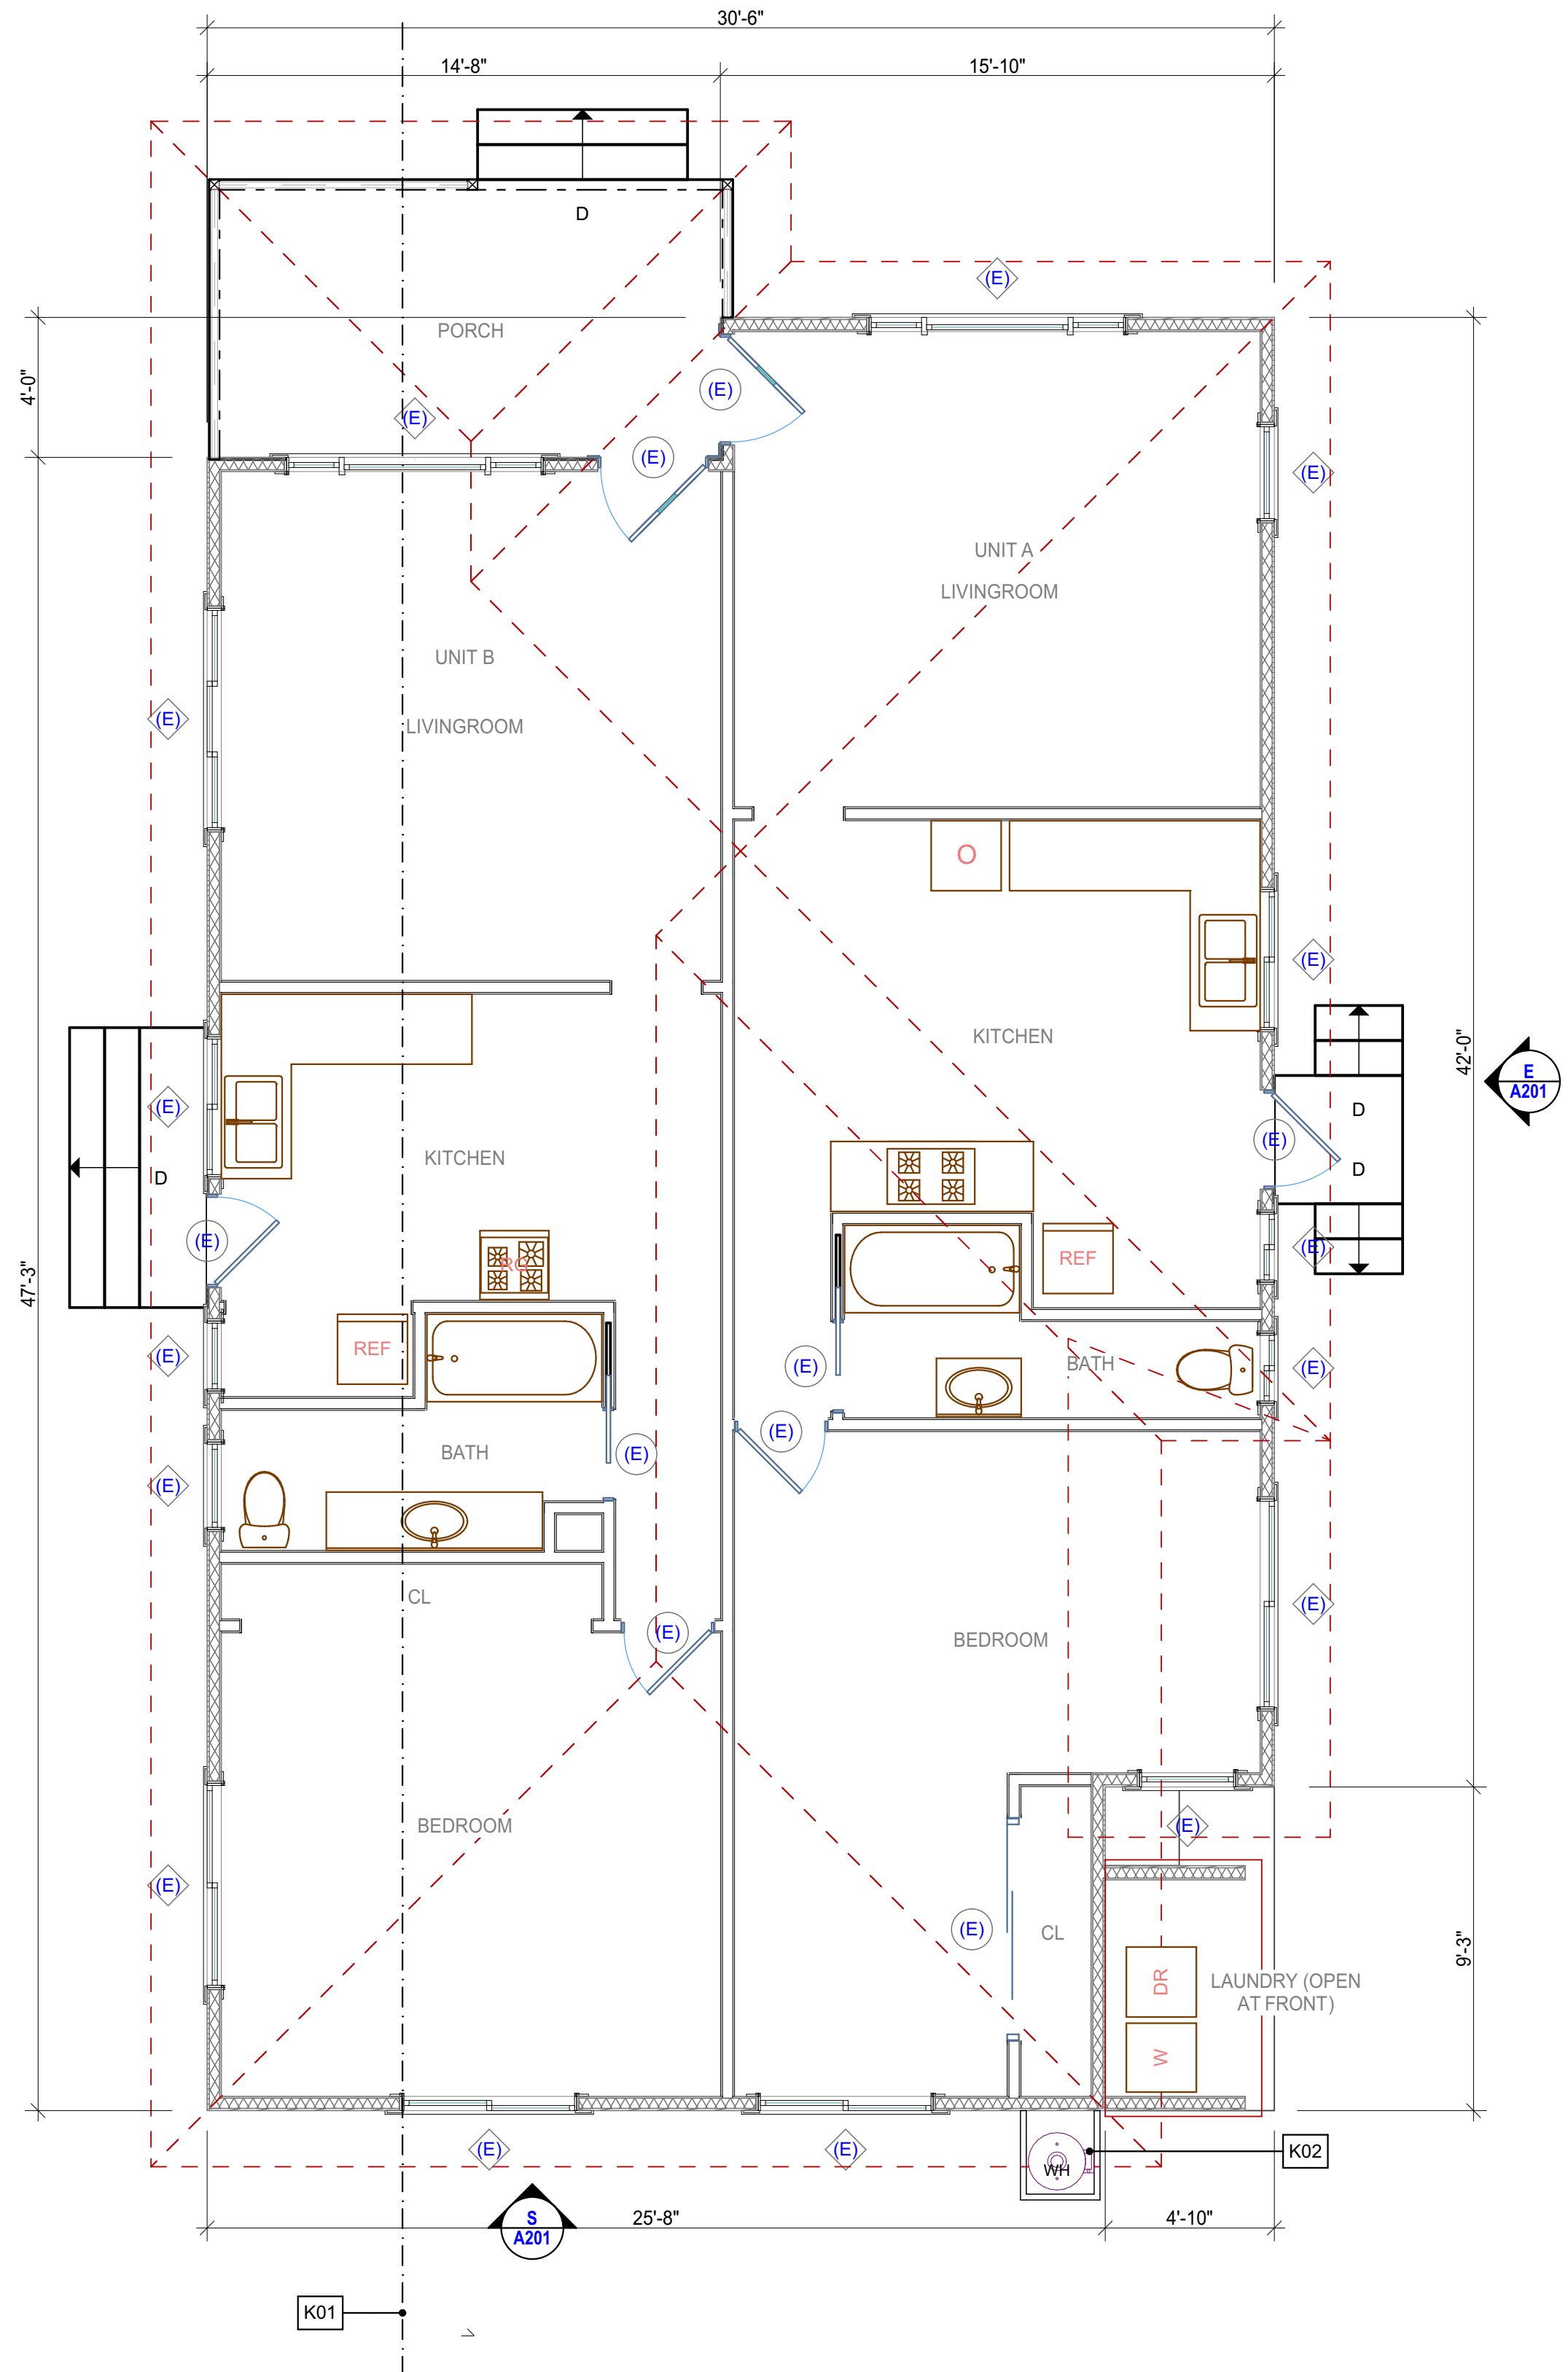 30'-6"
14'-8"
15'-10"
D
(E)
PORCH
(E)
(E)
4'-0"
(E)
(E)
UNIT A
LIVINGROOM
UNIT B
LIVINGROOM
(E)
O
(E)
KITCHEN
42'-0"
E
A201
(E)
D
(E)
D
KITCHEN
D
(E)
(E)
47'-3"
RG
REF
(E)
REF
(E)
(E)
BATH
(E)
(E)
BATH
(E)
(E)
CL
(E)
(E)
BEDROOM
BEDROOM
(E)
(E)
(E)
CL
9'-3"
DR
LAUNDRY (OPEN
AT FRONT)
W
(E)
(E)
WH
K02
25'-8"
4'-10"
S
A201
K01